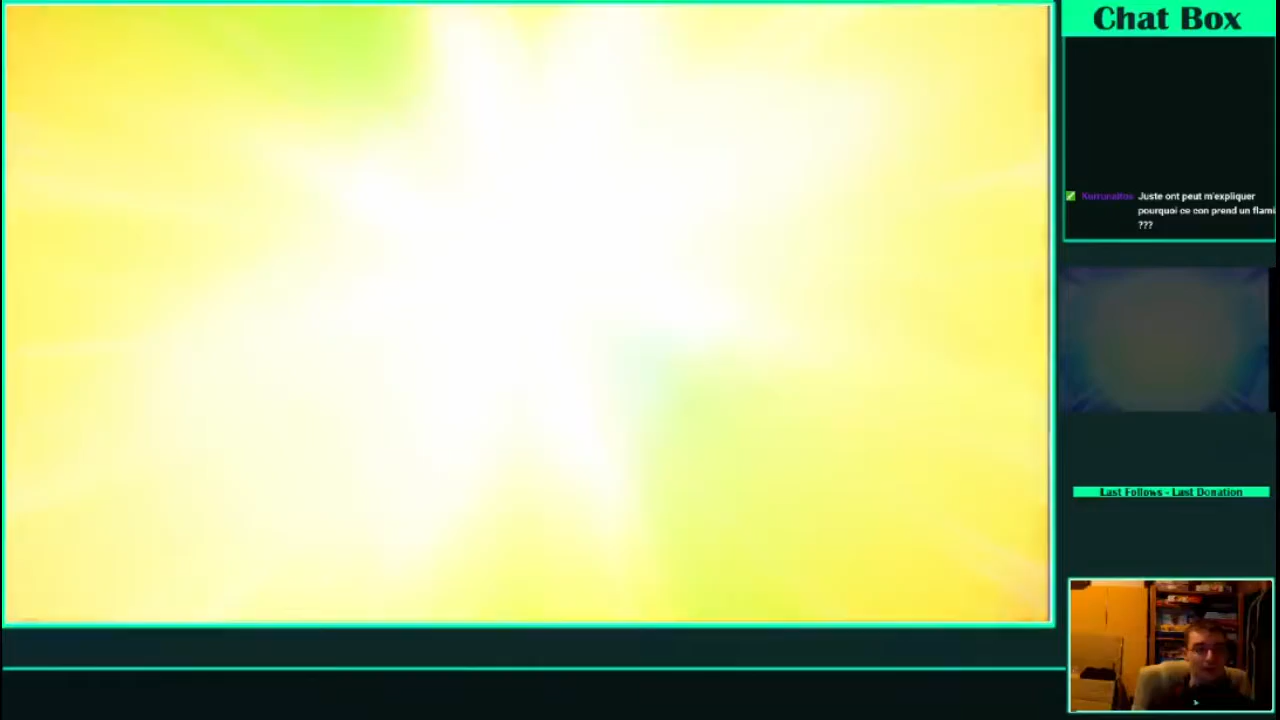 Chat Box
Juste ont peut m'expliquer
pourquoi ce con prend un flami
???
Last Follows - Last Donation